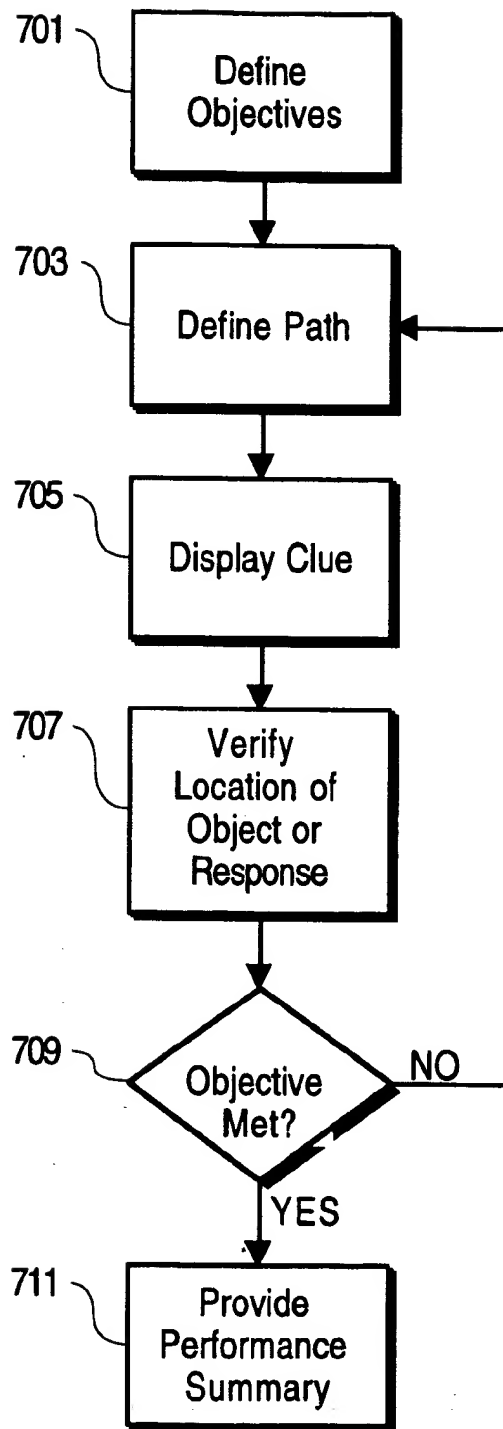 701
Define
Objectives
703
Define Path
705
Display Clue
707
Verify
Location of
Object or
Response
709
Objective
Met?
NO
YES
711
Provide
Performance
Summary